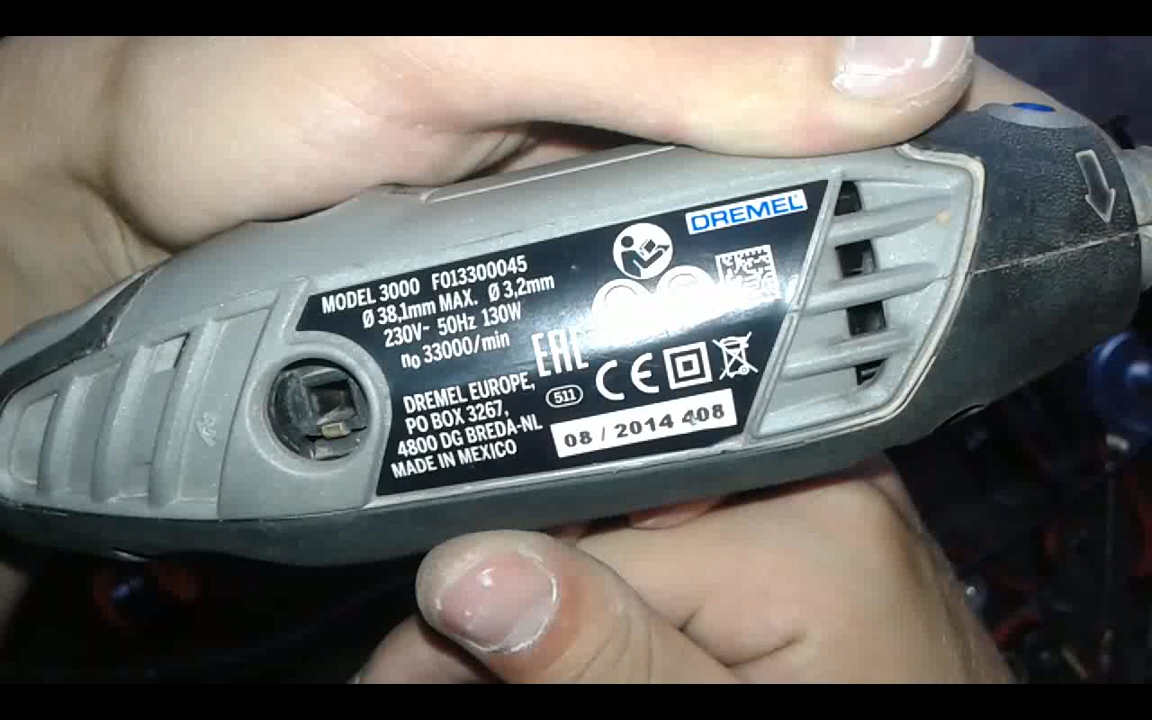 DREMEL
MODEL 3000 F013300045
Ø 38,1mm MAX. Ø 3,2mm
230V~ 50Hz 130W
n₀ 33000/min
EAC
DREMEL EUROPE,
PO BOX 3267,
4800 DG BREDA-NL
MADE IN MEXICO
511
CE
08 / 2014 408